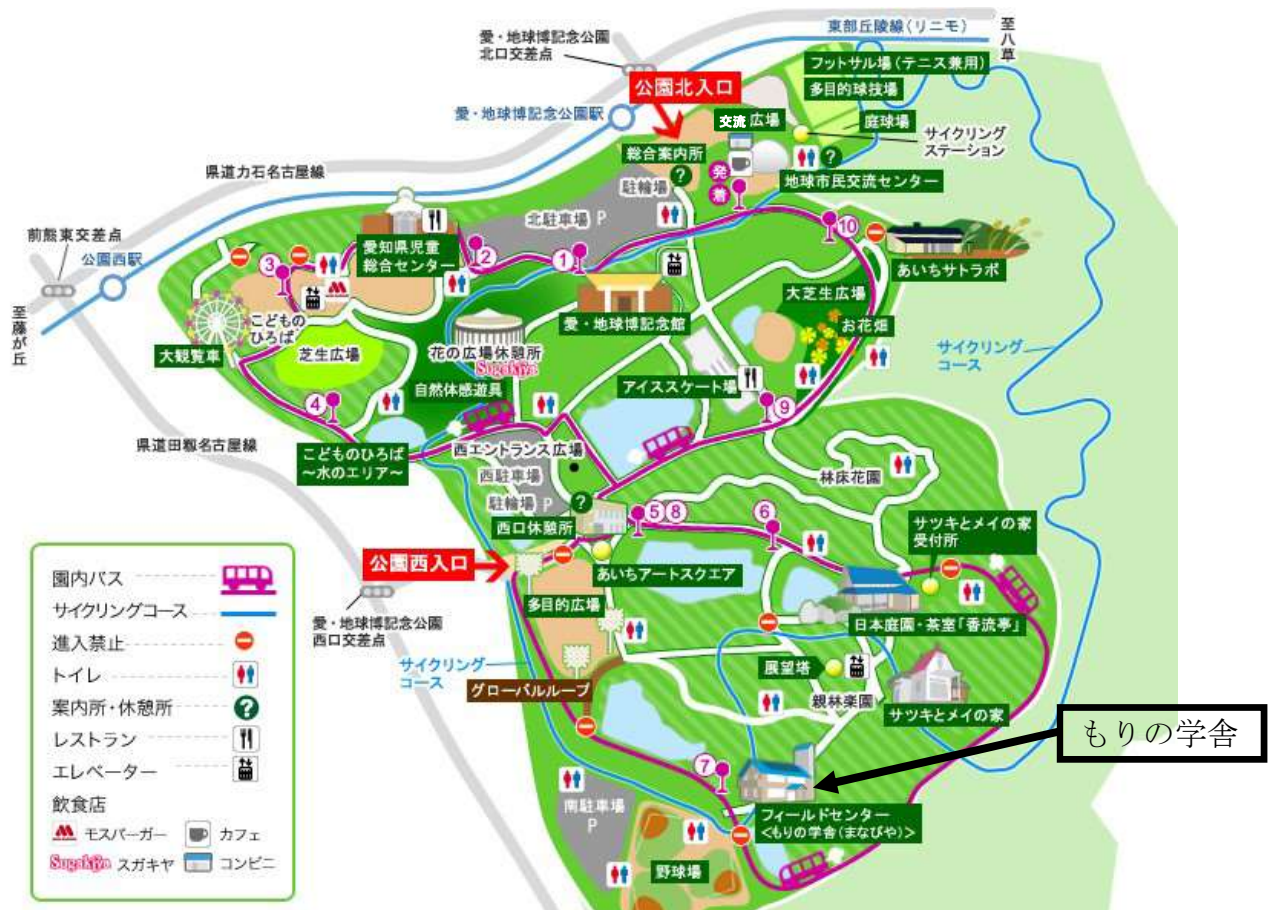 愛・地球博記念公園
北口交差点
東部丘陵線(リニモ)
至八草
フットサル場(テニス兼用)
多目的球技場
公園北入口
愛・地球博記念公園駅
交流広場
庭球場
サイクリング
ステーション
総合案内所
発
着
地球市民交流センター
県道力石名古屋線
駐輪場
北駐車場 P
前熊東交差点
公園西駅
愛知県児童
総合センター
②
①
⑩
あいちサトラボ
③
至藤が丘
こどもの
ひろば
大観覧車
芝生広場
花の広場休憩所
Sugakiya
愛・地球博記念館
大芝生広場
お花畑
サイクリング
コース
自然体感遊具
アイススケート場
④
⑨
県道田籾名古屋線
こどものひろば
~水のエリア~
西エントランス広場
西駐車場
駐輪場 P
林床花園
西口休憩所
⑤⑧
⑥
サツキとメイの家
受付所
公園西入口
あいちアートスクエア
愛・地球博記念公園
西口交差点
多目的広場
日本庭園・茶室「香流亭」
サイクリング
コース
展望塔
グローバルループ
親林楽園
サツキとメイの家
もりの学舎
⑦
南駐車場
P
フィールドセンター
<もりの学舎(まなびや)>
野球場
園内バス
サイクリングコース
進入禁止
トイレ
案内所・休憩所
?
レストラン
エレベーター
飲食店
モスバーガー
カフェ
Sugakiya スガキヤ
コンビニ